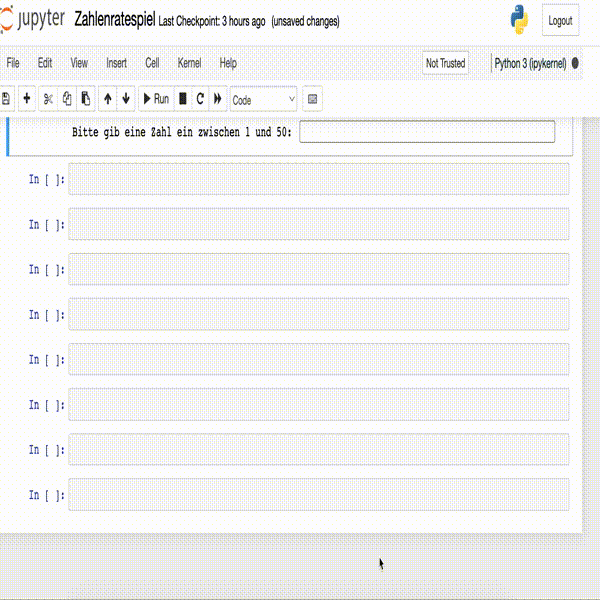 jupyter Zahlenratespiel Last Checkpoint: 3 hours ago (unsaved changes) Logout
File Edit View Insert Cell Kernel Help Not Trusted Python 3 (ipykernel)
Run Code
Bitte gib eine Zahl ein zwischen 1 und 50:
In [ ]:
In [ ]:
In [ ]:
In [ ]:
In [ ]:
In [ ]:
In [ ]:
In [ ]: